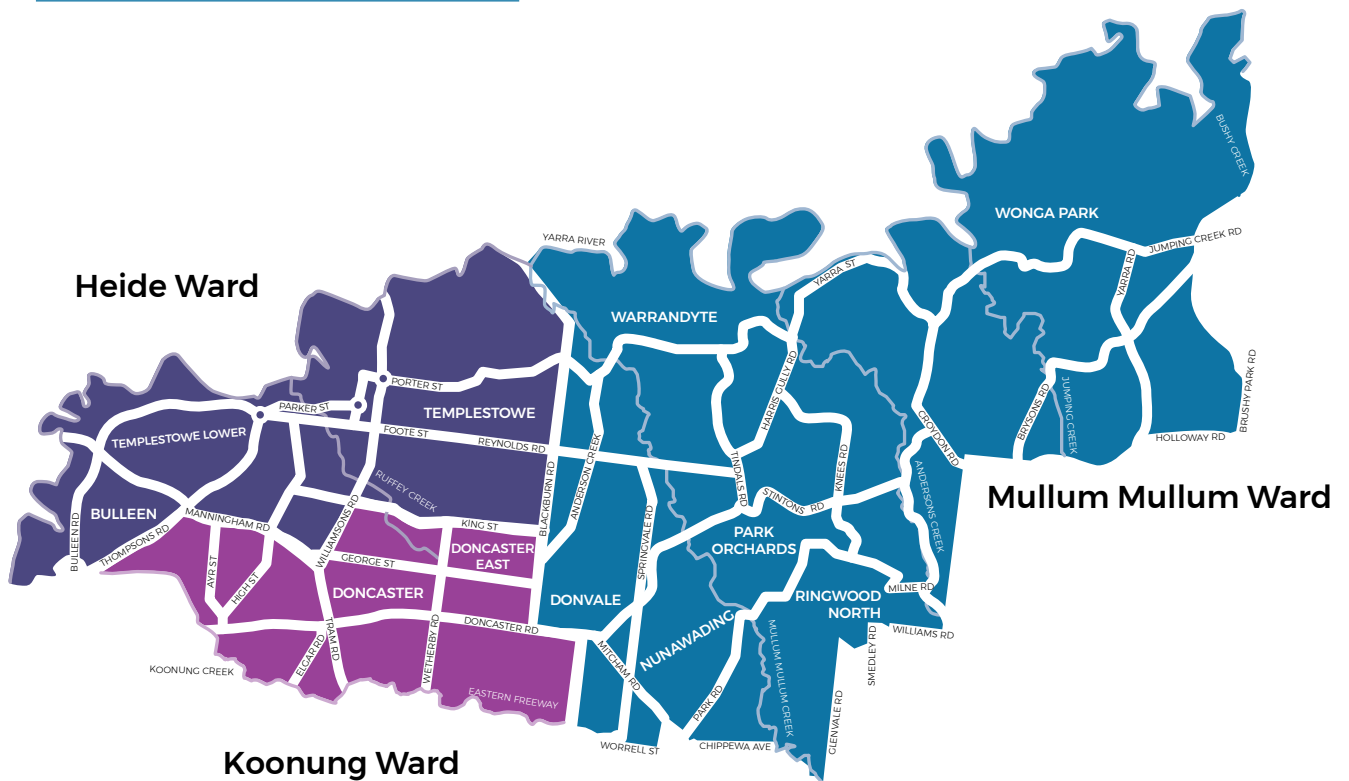 BUSHY CREEK
WONGA PARK
JUMPING CREEK RD
YARRA RIVER
YARRA ST
YARRA RD
Heide Ward
WARRANDYTE
PORTER ST
HARRIS GULLY RD
BRUSHY PARK RD
PARKER ST
TEMPLESTOWE
BRYSONS RD
JUMPING CREEK
TEMPLESTOWE LOWER
FOOTE ST
REYNOLDS RD
CROYDON RD
HOLLOWAY RD
ANDERSON CREEK
TINDALS RD
KNEES RD
RUFFEY CREEK
BLACKBURN RD
STINTONS RD
ANDERSONS CREEK
Mullum Mullum Ward
BULLEEN
MANNINGHAM RD
WILLIAMSONS RD
KING ST
SPRINGVALE RD
PARK
ORCHARDS
BULLEEN RD
THOMPSONS RD
DONCASTER
EAST
GEORGE ST
AYR ST
HIGH ST
DONCASTER
DONVALE
RINGWOOD
NORTH
MILNE RD
DONCASTER RD
NUNAWADING
WILLIAMS RD
ELGAR RD
TRAM RD
WETHERBY RD
MITCHAM RD
MULLUM MULLUM CREEK
SMEDLEY RD
KOONUNG CREEK
EASTERN FREEWAY
PARK RD
GLENVALE RD
WORRELL ST
CHIPPEWA AVE
Koonung Ward